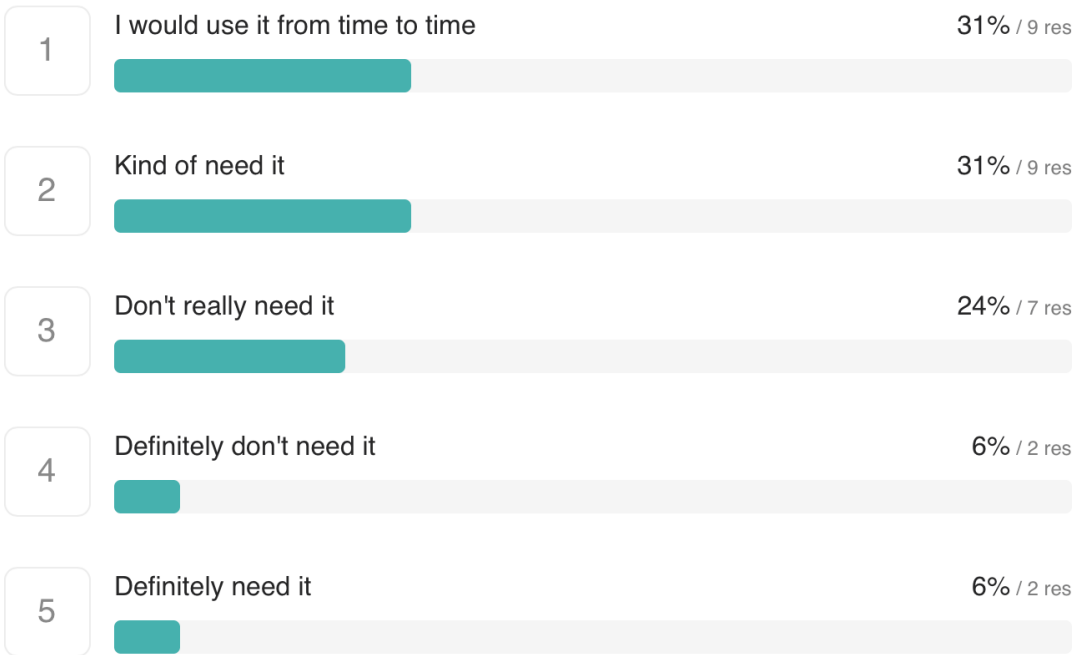 1
I would use it from time to time
31% / 9 res
2
Kind of need it
31% / 9 res
3
Don't really need it
24% / 7 res
4
Definitely don't need it
6% / 2 res
5
Definitely need it
6% / 2 res